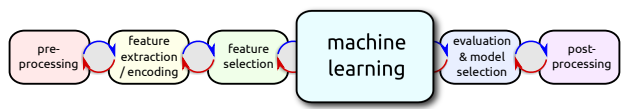 pre-
processing
feature
extraction
/ encoding
feature
selection
machine
learning
evaluation
& model
selection
post-
processing